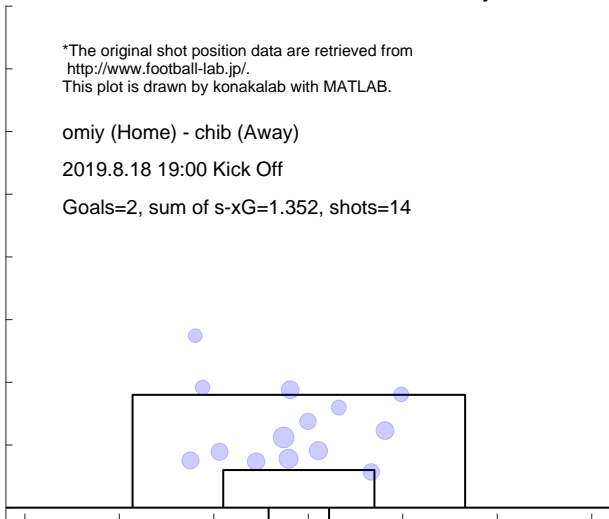 *The original shot position data are retrieved from
http://www.football-lab.jp/.
This plot is drawn by konakalab with MATLAB.
omiy (Home) - chib (Away)
2019.8.18 19:00 Kick Off
Goals=2, sum of s-xG=1.352, shots=14